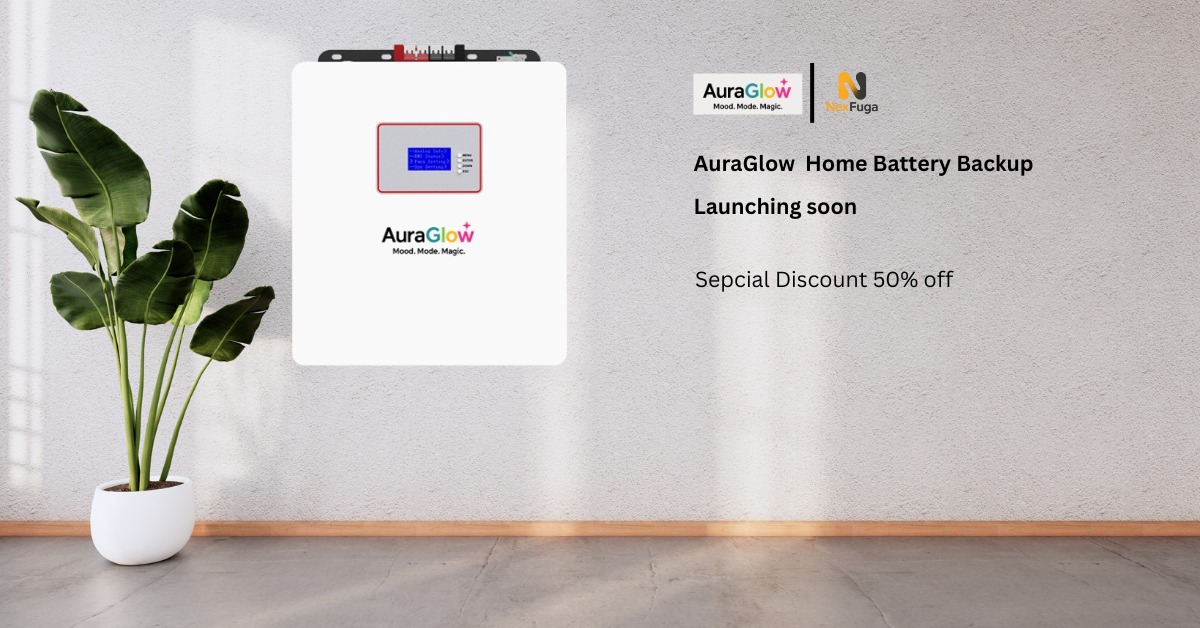 AuraGlow
Mood. Mode. Magic.
AuraGlow
Mood. Mode. Magic.
NexFuga
AuraGlow  Home Battery Backup
Launching soon
Sepcial Discount 50% off